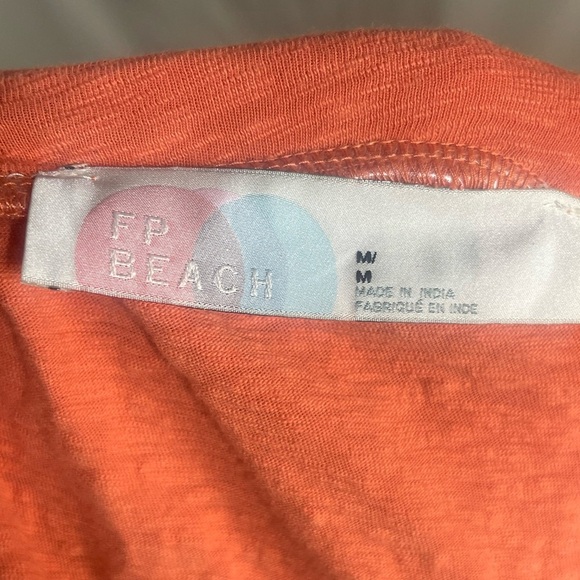 FP
BEACH
M/
M
MADE IN INDIA
FABRIQUÉ EN INDE